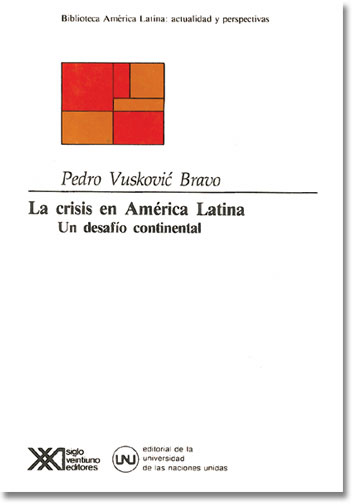 Biblioteca América Latina: actualidad y perspectivas
Pedro Vusković Bravo
La crisis en América Latina
Un desafío continental
siglo
veintiuno
editores
UNU
editorial de la
universidad
de las naciones unidas